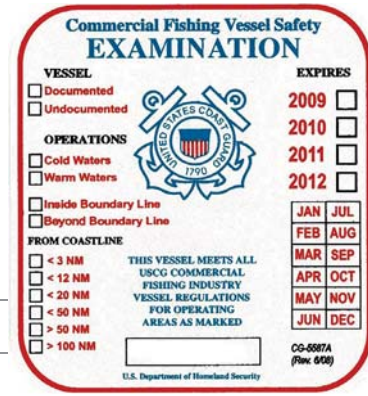 Commercial Fishing Vessel Safety
EXAMINATION
VESSEL
Documented
Undocumented
OPERATIONS
Cold Waters
Warm Waters
Inside Boundary Line
Beyond Boundary Line
FROM COASTLINE
< 3 NM
< 12 NM
< 20 NM
< 50 NM
> 50 NM
> 100 NM
UNITED STATES COAST GUARD
1790
THIS VESSEL MEETS ALL
USCG COMMERCIAL
FISHING INDUSTRY
VESSEL REGULATIONS
FOR OPERATING
AREAS AS MARKED
EXPIRES
2009
2010
2011
2012
JAN JUL
FEB AUG
MAR SEP
APR OCT
MAY NOV
JUN DEC
CG-5587A
(Rev. 6/08)
U.S. Department of Homeland Security